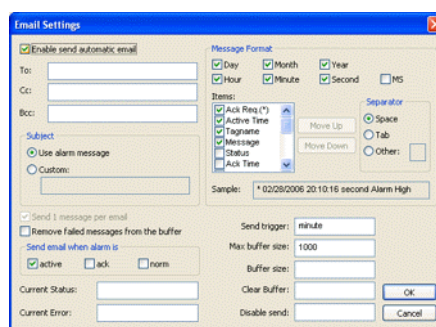 Email Settings
Enable send automatic email
To:
Cc:
Bcc:
Subject
Use alarm message
Custom:
Send 1 message per email
Remove failed messages from the buffer
Send email when alarm is
active ack norm
Current Status:
Current Error:
Message Format
Day Month Year
Hour Minute Second MS
Items:
Ack Req.(*)
Active Time
Tagname
Message
Status
Ack Time
Move Up
Move Down
Separator
Space
Tab
Other:
Sample: * 02/28/2006 20:10:16 second Alarm High
Send trigger: minute
Max buffer size: 1000
Buffer size:
Clear Buffer:
Disable send:
OK
Cancel